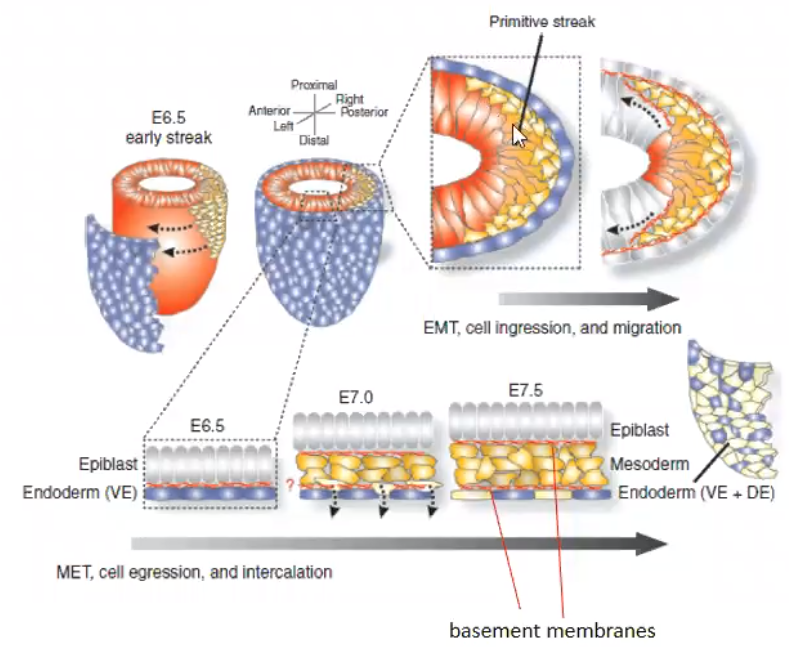 Primitive streak
E6.5
early streak
Proximal
Right
Anterior
Posterior
Left
Distal
EMT, cell ingression, and migration
E6.5
E7.0
E7.5
Epiblast
Endoderm (VE)
?
Epiblast
Mesoderm
Endoderm (VE + DE)
MET, cell egression, and intercalation
basement membranes